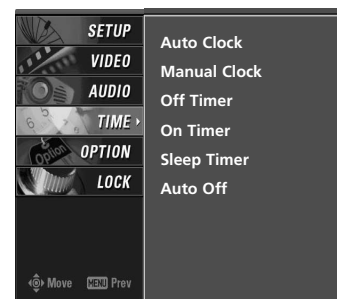 SETUP
VIDEO
AUDIO
TIME
OPTION
LOCK
Auto Clock
Manual Clock
Off Timer
On Timer
Sleep Timer
Auto Off
Move MENU Prev